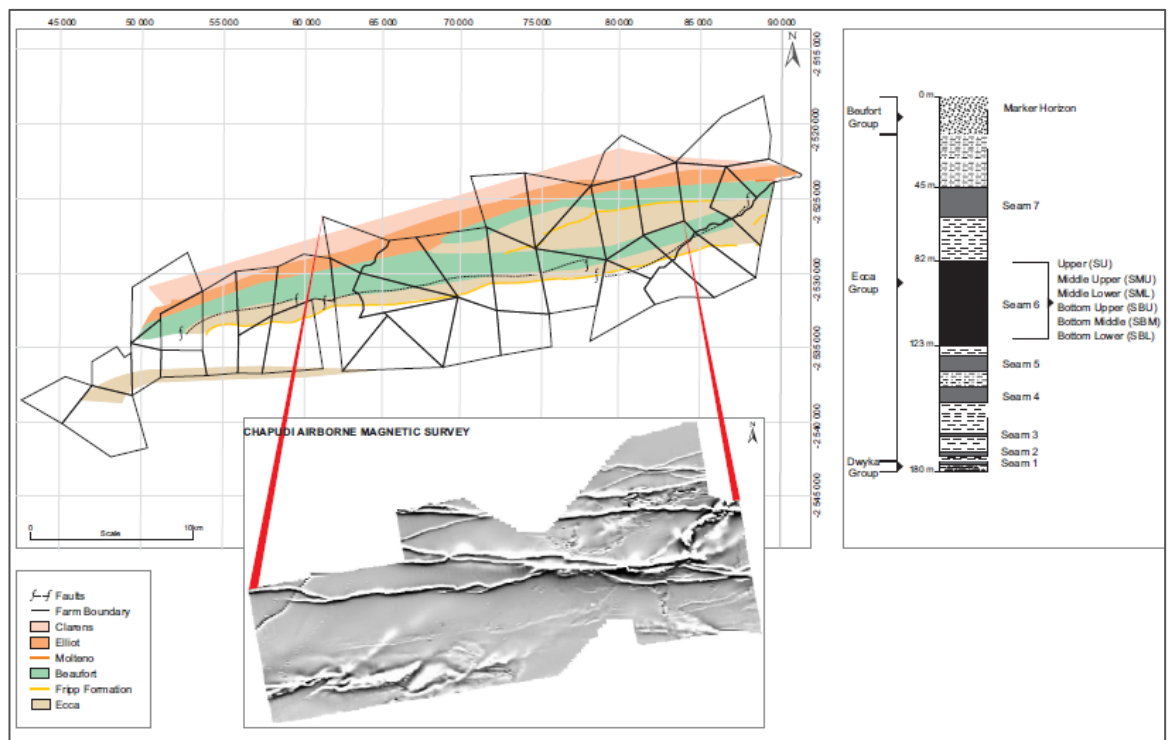 45 000 50 000 55 000 60 000 65 000 70 000 75 000 80 000 85 000 90 000
N
-2 515 000
-2 520 000
-2 525 000
-2 530 000
-2 535 000
-2 540 000
-2 545 000
0 10km
Scale
CHAPUDI AIRBORNE MAGNETIC SURVEY
N
Faults
Farm Boundary
Clarens
Elliot
Molteno
Beaufort
Fripp Formation
Ecca
Beufort
Group
Ecca
Group
Dwyka
Group
0 m
45 m
82 m
123 m
180 m
Marker Horizon
Seam 7
Seam 6
Upper (SU)
Middle Upper (SMU)
Middle Lower (SML)
Bottom Upper (SBU)
Bottom Middle (SBM)
Bottom Lower (SBL)
Seam 5
Seam 4
Seam 3
Seam 2
Seam 1